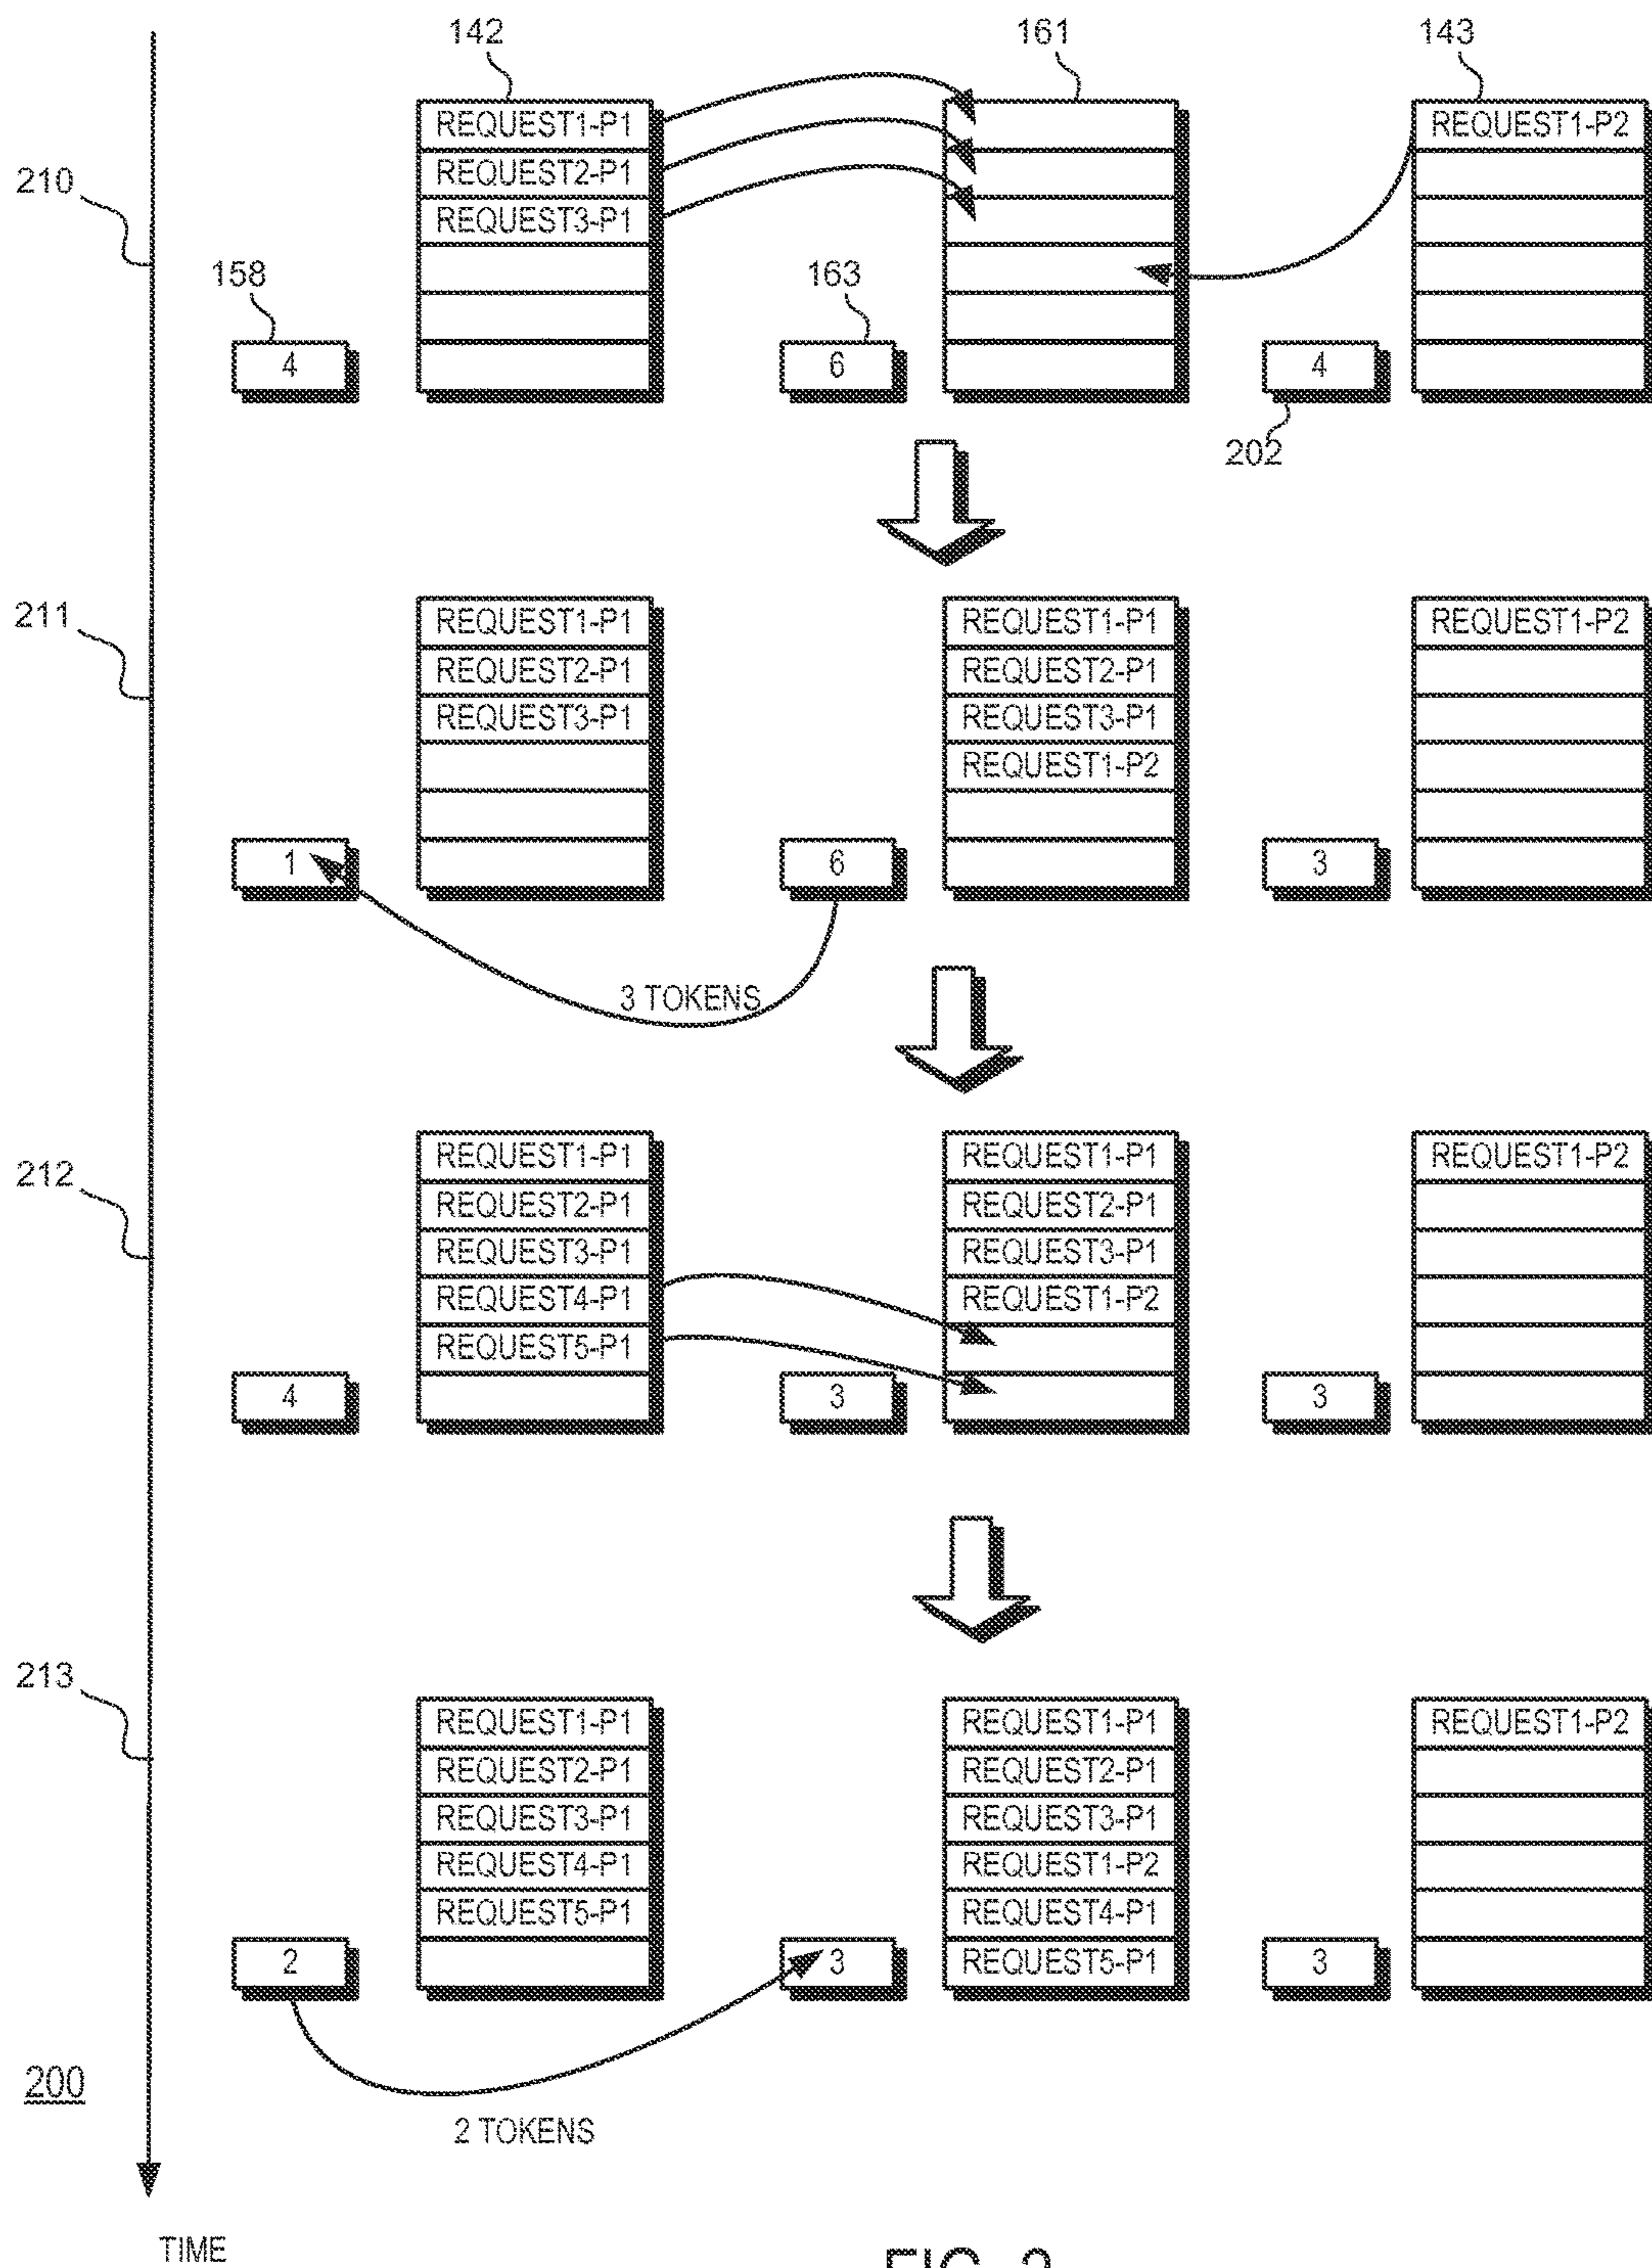 142 161 143
REQUEST1-P1 REQUEST1-P2
210 REQUEST2-P1
REQUEST3-P1
158 163
4 6 4
202
211 REQUEST1-P1 REQUEST1-P1 REQUEST1-P2
REQUEST2-P1 REQUEST2-P1
REQUEST3-P1 REQUEST3-P1
REQUEST1-P2
1 6 3
3 TOKENS
212 REQUEST1-P1 REQUEST1-P1 REQUEST1-P2
REQUEST2-P1 REQUEST2-P1
REQUEST3-P1 REQUEST3-P1
REQUEST4-P1 REQUEST1-P2
REQUEST5-P1
4 3 3
213 REQUEST1-P1 REQUEST1-P1 REQUEST1-P2
REQUEST2-P1 REQUEST2-P1
REQUEST3-P1 REQUEST3-P1
REQUEST4-P1 REQUEST1-P2
REQUEST5-P1 REQUEST4-P1
2 3 REQUEST5-P1 3
200
2 TOKENS
TIME